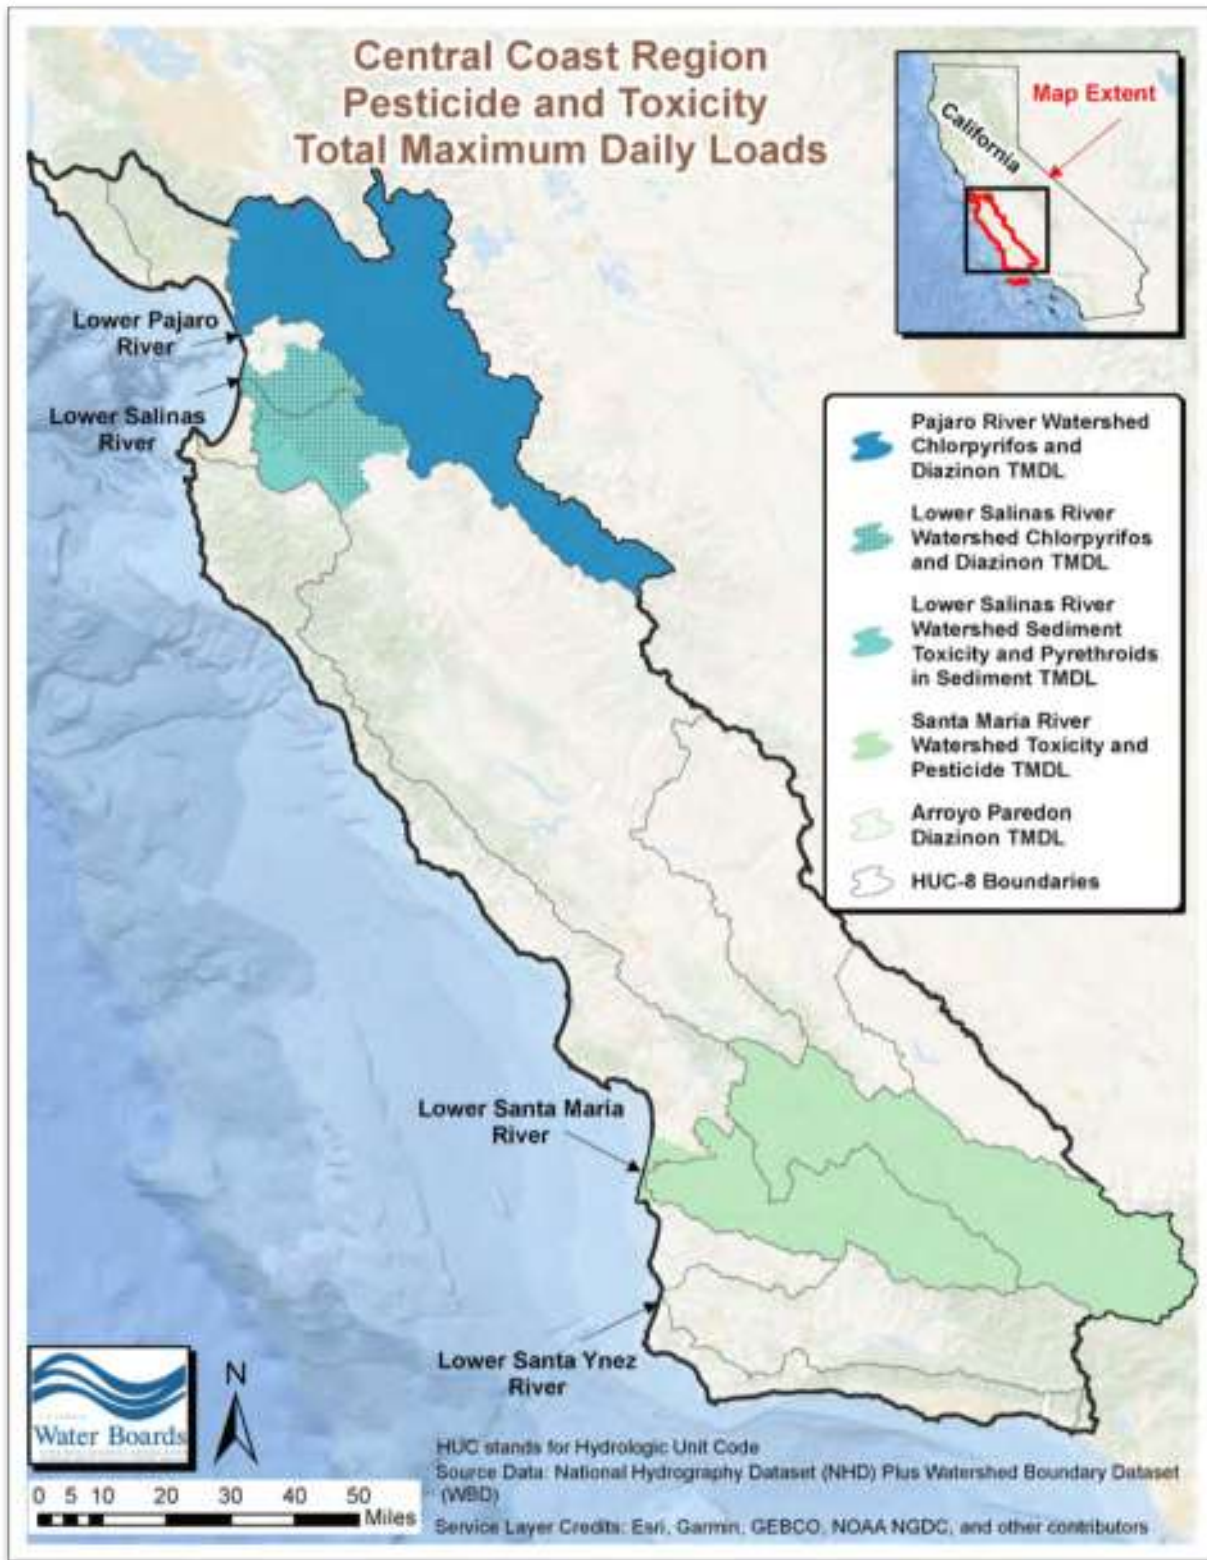 Central Coast Region
Pesticide and Toxicity
Total Maximum Daily Loads
Map Extent
California
Lower Pajaro
River
Lower Salinas
River
Pajaro River Watershed
Chlorpyrifos and
Diazinon TMDL
Lower Salinas River
Watershed Chlorpyrifos
and Diazinon TMDL
Lower Salinas River
Watershed Sediment
Toxicity and Pyrethroids
in Sediment TMDL
Santa Maria River
Watershed Toxicity and
Pesticide TMDL
Arroyo Paredon
Diazinon TMDL
HUC-8 Boundaries
Lower Santa Maria
River
Lower Santa Ynez
River
Water Boards
N
0 5 10 20 30 40 50
Miles
HUC stands for Hydrologic Unit Code
Source Data: National Hydrography Dataset (NHD) Plus Watershed Boundary Dataset
(WBD)
Service Layer Credits: Esri, Garmin, GEBCO, NOAA NGDC, and other contributors